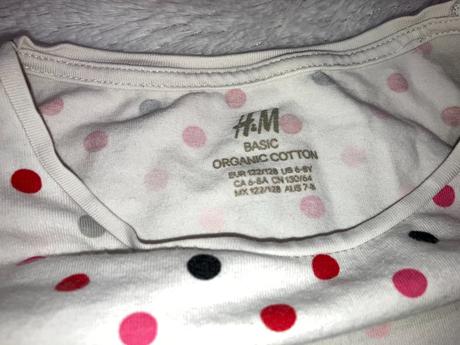 H&M
BASIC
ORGANIC COTTON
EUR 122/128 US 6-8Y
CA 6-8A CN 130/64
MX 122/128 AUS 7-8